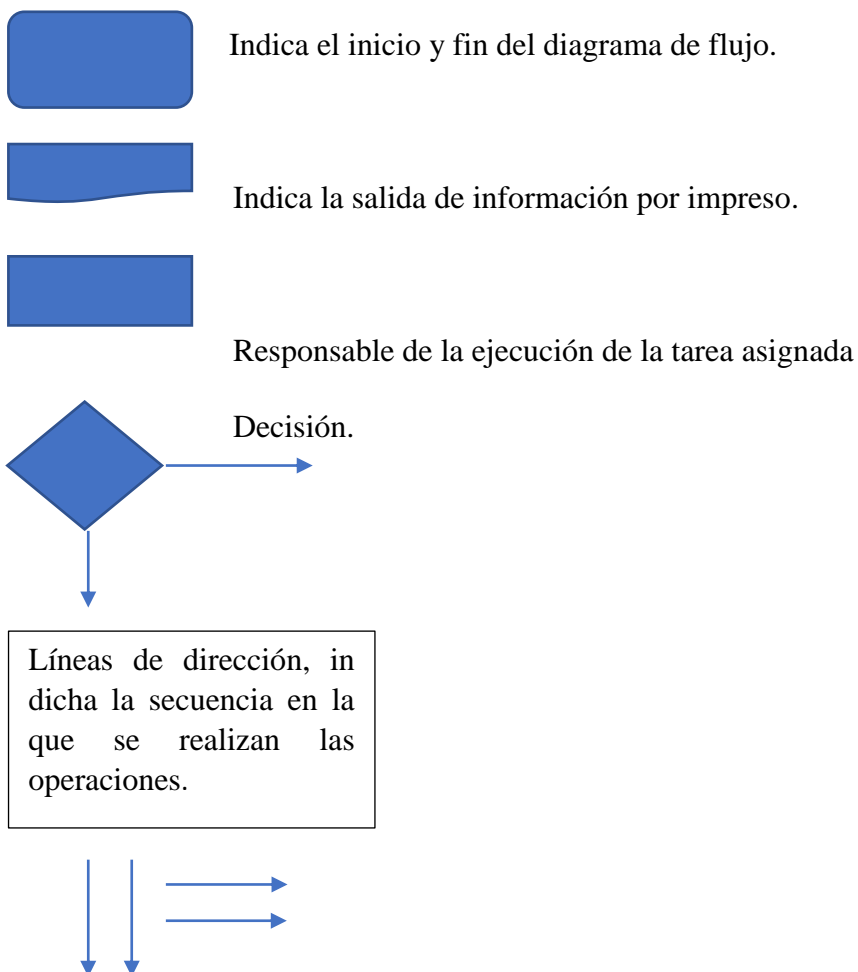 Indica el inicio y fin del diagrama de flujo.
Indica la salida de información por impreso.
Responsable de la ejecución de la tarea asignada
Decisión.
Líneas de dirección, in
dicha la secuencia en la
que se realizan las
operaciones.